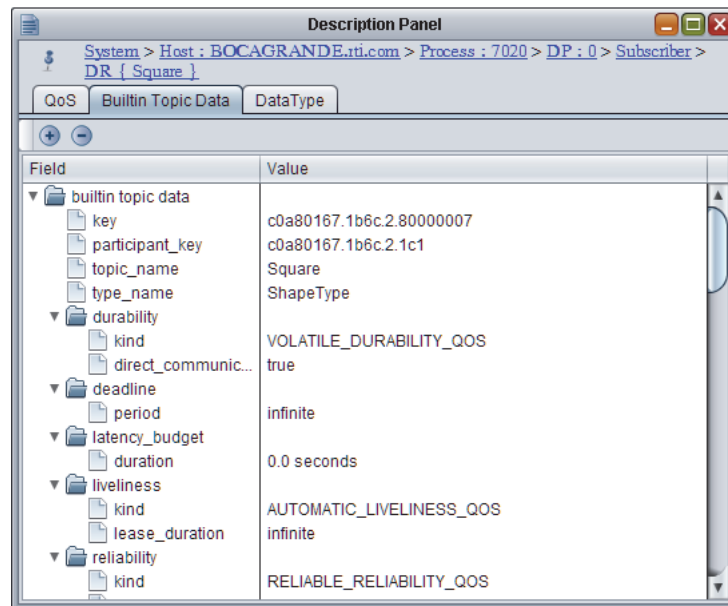 Description Panel
System > Host : BOCAGRANDE.rti.com > Process : 7020 > DP : 0 > Subscriber >
DR { Square }
QoS Builtin Topic Data DataType
Field Value
builtin topic data
key c0a80167.1b6c.2.80000007
participant_key c0a80167.1b6c.2.1c1
topic_name Square
type_name ShapeType
durability
kind VOLATILE_DURABILITY_QOS
direct_communic... true
deadline
period infinite
latency_budget
duration 0.0 seconds
liveliness
kind AUTOMATIC_LIVELINESS_QOS
lease_duration infinite
reliability
kind RELIABLE_RELIABILITY_QOS